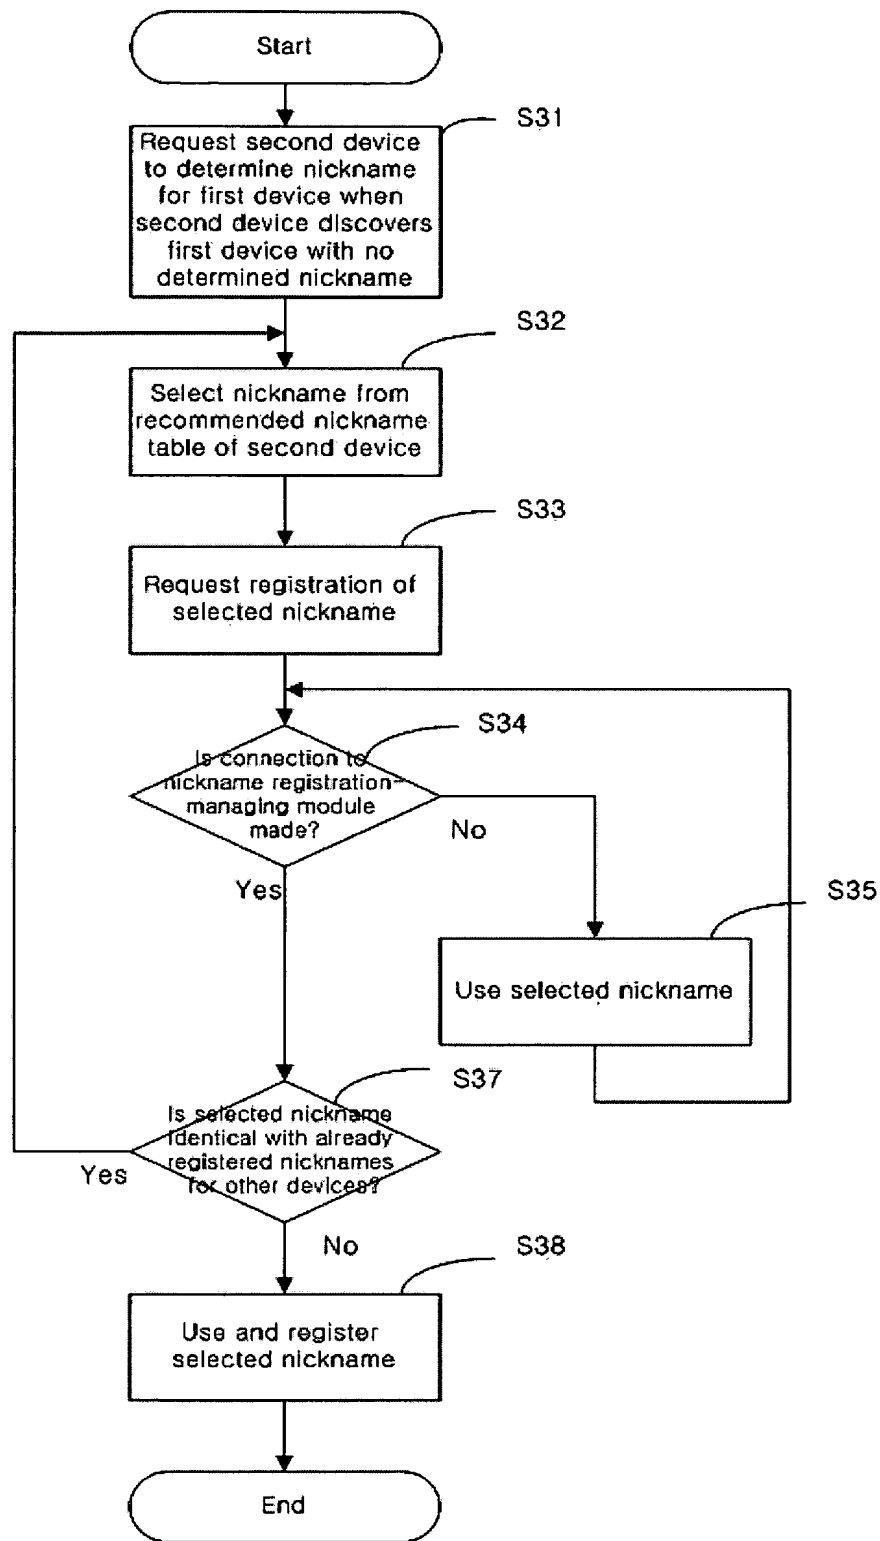 Start
S31
Request second device
to determine nickname
for first device when
second device discovers
first device with no
determined nickname
S32
Select nickname from
recommended nickname
table of second device
S33
Request registration of
selected nickname
S34
Is connection to
nickname registration-
managing module
made?
No
Yes
S35
Use selected nickname
S37
Is selected nickname
identical with already
registered nicknames
for other devices?
Yes
No
S38
Use and register
selected nickname
End